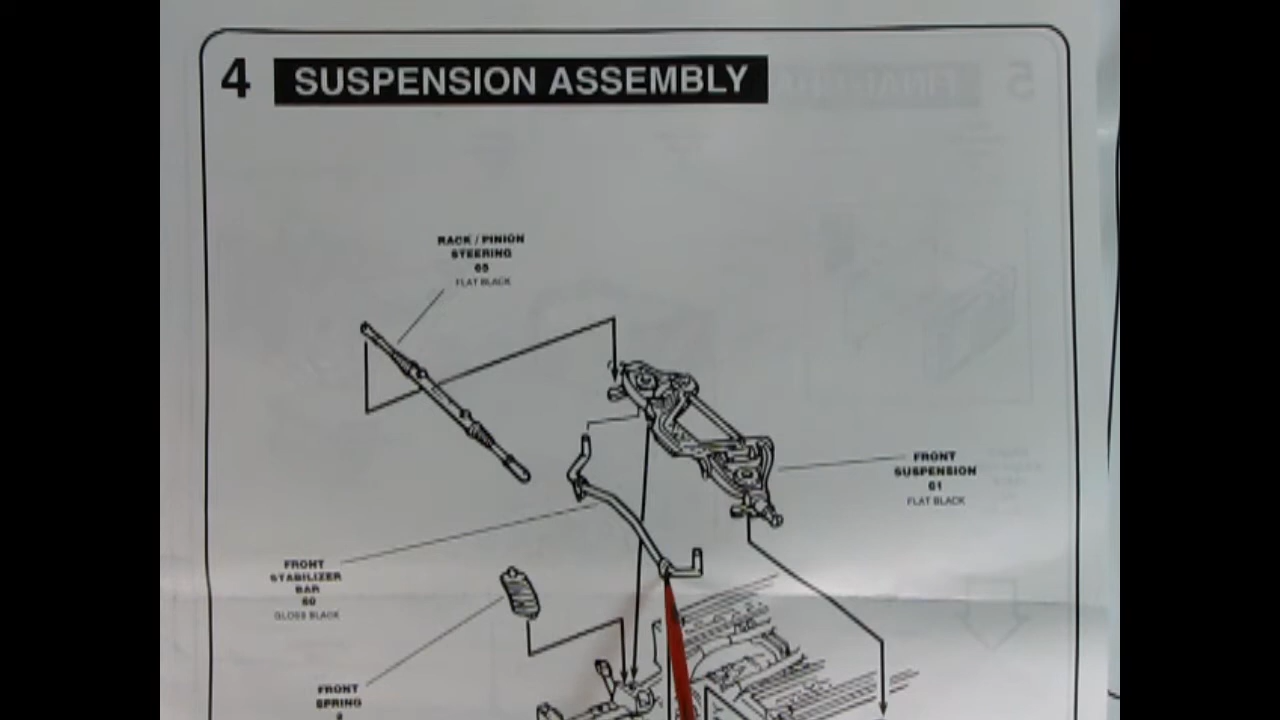 4 SUSPENSION ASSEMBLY
RACK / PINION
STEERING
65
FLAT BLACK
FRONT
SUSPENSION
61
FLAT BLACK
FRONT
STABILIZER
BAR
60
GLOSS BLACK
FRONT
SPRING